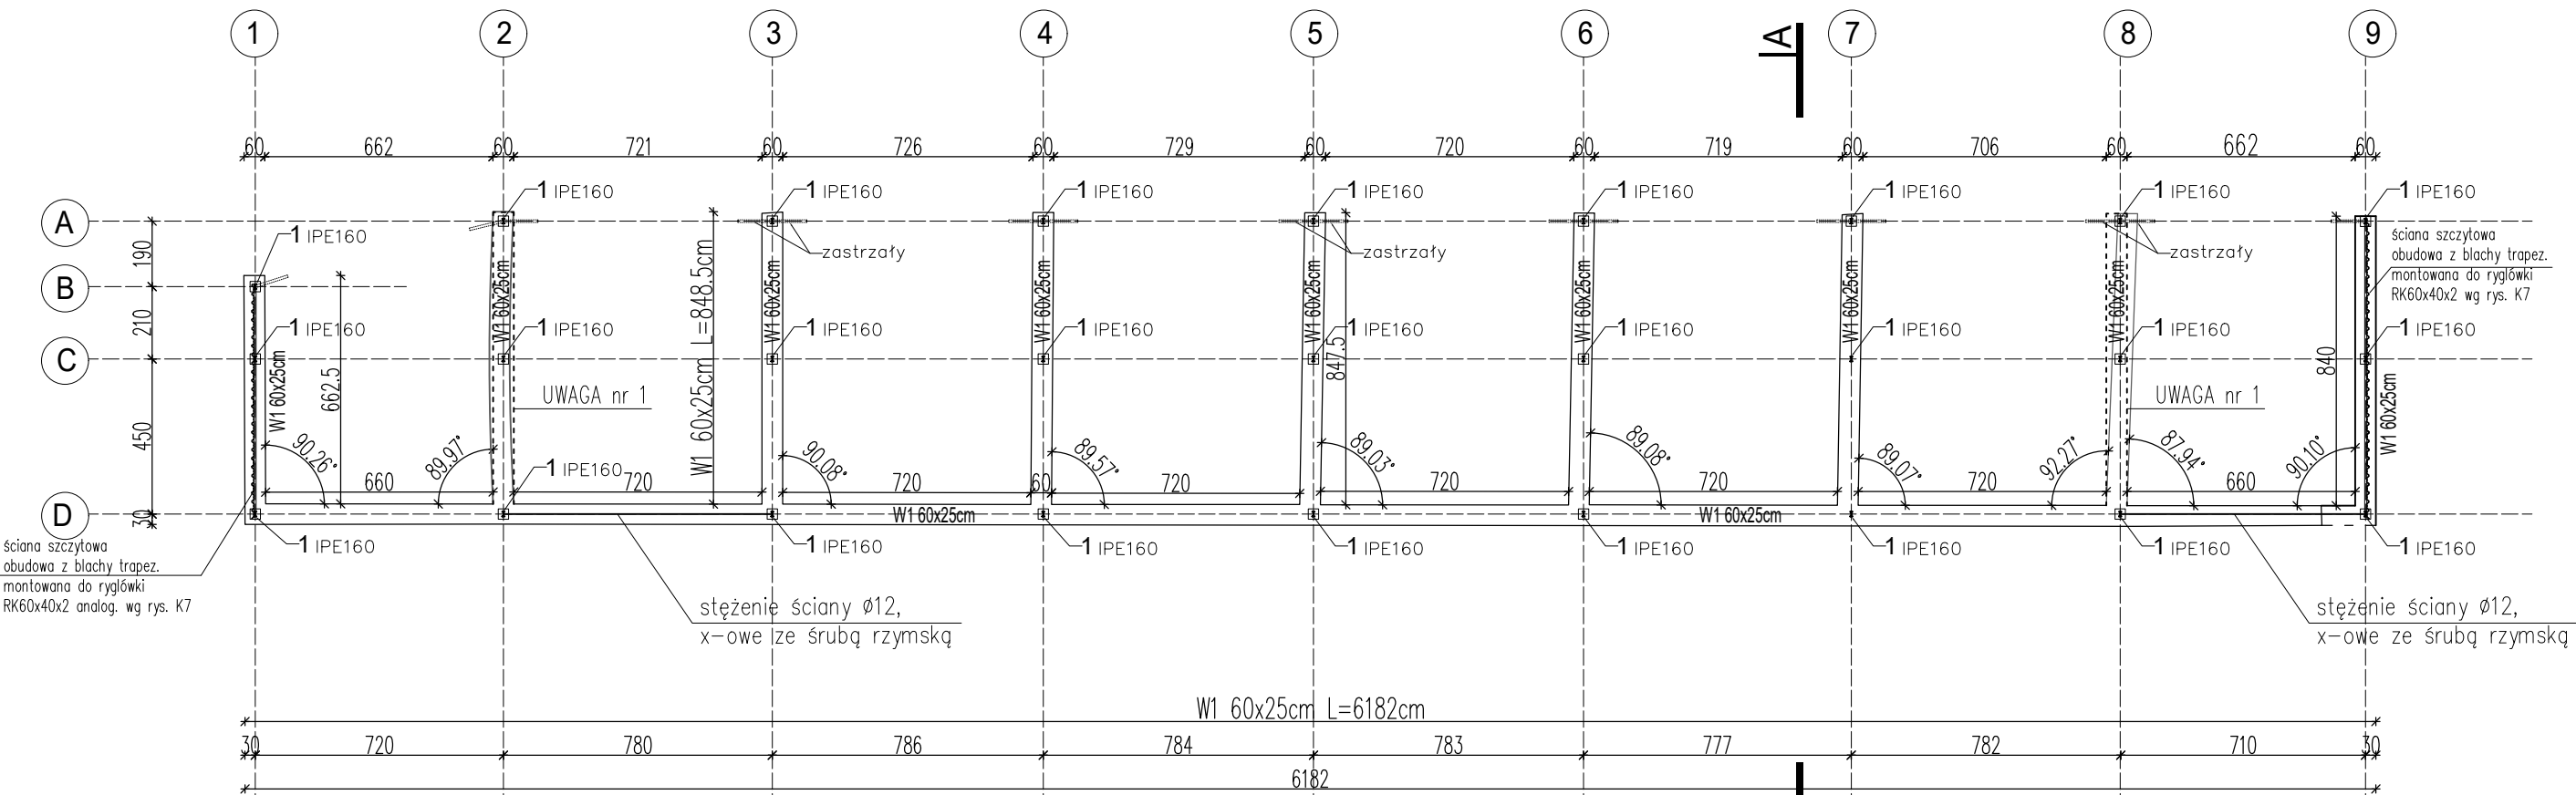 1 2 3 4 5 6 7 8 9
A
60 662 60 721 60 726 60 729 60 720 60 719 60 706 60 662 60
1 IPE160 1 IPE160 1 IPE160 1 IPE160 1 IPE160 1 IPE160 1 IPE160 1 IPE160
A
190
1 IPE160
zastrzały zastrzały zastrzały
ściana szczytowa
obudowa z blachy trapez.
montowana do ryglówki
RK60x40x2 wg rys. K7
B
W1 60x25cm W1 60x25cm W1 60x25cm W1 60x25cm W1 60x25cm W1 60x25cm W1 60x25cm
210
1 IPE160 1 IPE160 1 IPE160 1 IPE160 1 IPE160 1 IPE160 1 IPE160 1 IPE160 1 IPE160
C
W1 60x25cm
662.5
W1 60x25cm L=848.5cm
847.5
840
W1 60x25cm
UWAGA nr 1 UWAGA nr 1
450
90.26° 89.97° 90.08° 89.57° 89.03° 89.08° 89.07° 92.27° 87.94° 90.10°
1 IPE160
660 720 720 60 720 720 720 720 660
D
30
W1 60x25cm W1 60x25cm
1 IPE160 1 IPE160 1 IPE160 1 IPE160 1 IPE160 1 IPE160 1 IPE160 1 IPE160
ściana szczytowa
obudowa z blachy trapez.
montowana do ryglówki
RK60x40x2 analog. wg rys. K7
stężenie ściany Ø12,
x-owe ze śrubą rzymską
stężenie ściany Ø12,
x-owe ze śrubą rzymską
W1 60x25cm L=6182cm
30 720 780 786 784 783 777 782 710 30
6182